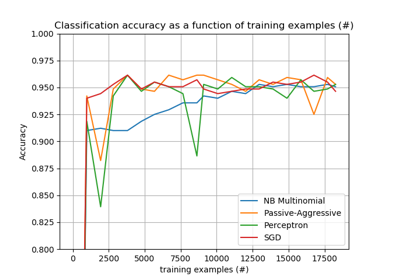 Classification accuracy as a function of training examples (#)
1.000
0.975
0.950
0.925
0.900
0.875
0.850
0.825
0.800
Accuracy
0 2500 5000 7500 10000 12500 15000 17500
training examples (#)
NB Multinomial
Passive-Aggressive
Perceptron
SGD